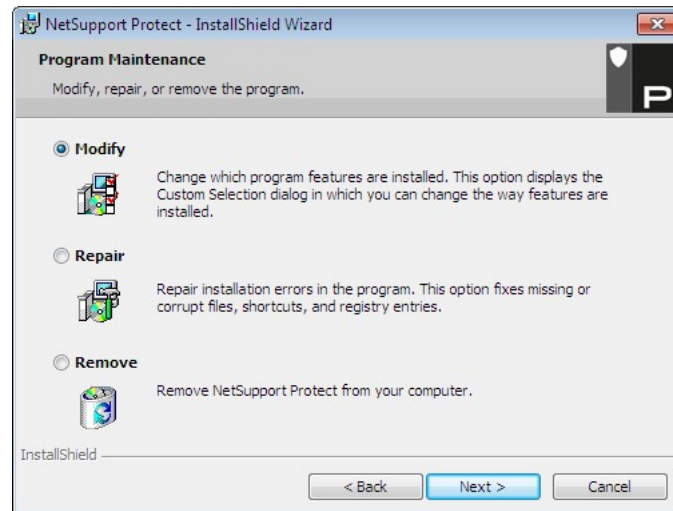 NetSupport Protect - InstallShield Wizard
Program Maintenance
Modify, repair, or remove the program.
P
Modify
Change which program features are installed. This option displays the
Custom Selection dialog in which you can change the way features are
installed.
Repair
Repair installation errors in the program. This option fixes missing or
corrupt files, shortcuts, and registry entries.
Remove
Remove NetSupport Protect from your computer.
InstallShield
< Back
Next >
Cancel